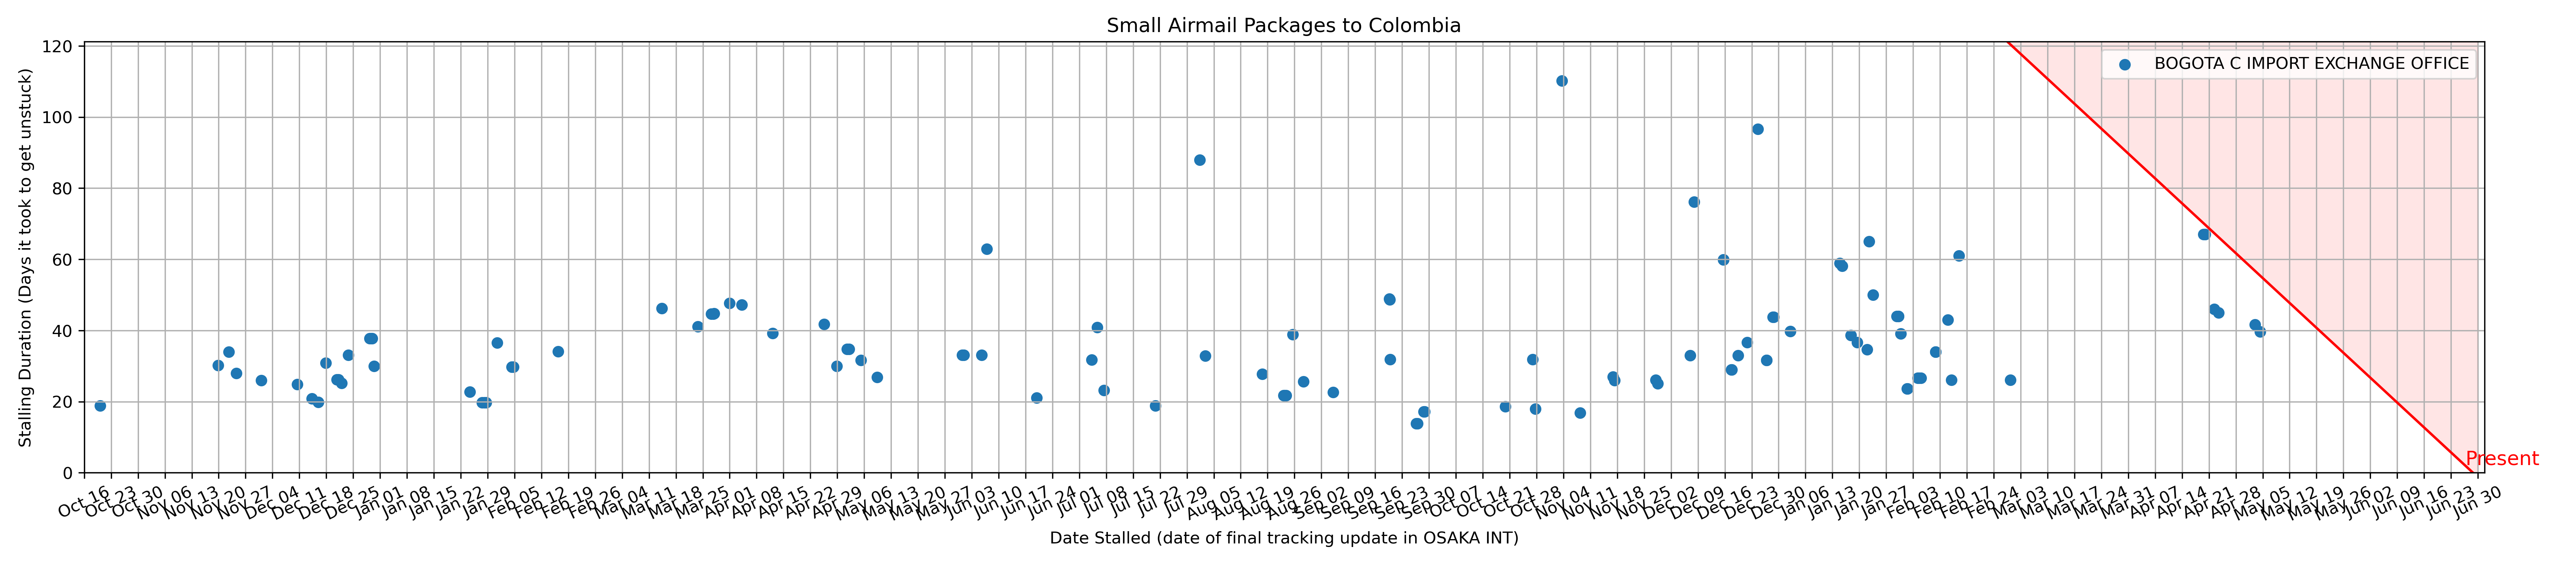 Small Airmail Packages to Colombia
BOGOTA C IMPORT EXCHANGE OFFICE
Stalling Duration (Days it took to get unstuck)
120
100
80
60
40
20
0
Present
Oct 16
Oct 23
Oct 30
Nov 06
Nov 13
Nov 20
Nov 27
Dec 04
Dec 11
Dec 18
Dec 25
Jan 01
Jan 08
Jan 15
Jan 22
Jan 29
Feb 05
Feb 12
Feb 19
Feb 26
Mar 04
Mar 11
Mar 18
Mar 25
Apr 01
Apr 08
Apr 15
Apr 22
Apr 29
May 06
May 13
May 20
May 27
Jun 03
Jun 10
Jun 17
Jun 24
Jul 01
Jul 08
Jul 15
Jul 22
Jul 29
Aug 05
Aug 12
Aug 19
Aug 26
Sep 02
Sep 09
Sep 16
Sep 23
Sep 30
Oct 07
Oct 14
Oct 21
Oct 28
Nov 04
Nov 11
Nov 18
Nov 25
Dec 02
Dec 09
Dec 16
Dec 23
Dec 30
Jan 06
Jan 13
Jan 20
Jan 27
Feb 03
Feb 10
Feb 17
Feb 24
Mar 03
Mar 10
Mar 17
Mar 24
Mar 31
Apr 07
Apr 14
Apr 21
Apr 28
May 05
May 12
May 19
May 26
Jun 02
Jun 09
Jun 16
Jun 23
Jun 30
Date Stalled (date of final tracking update in OSAKA INT)